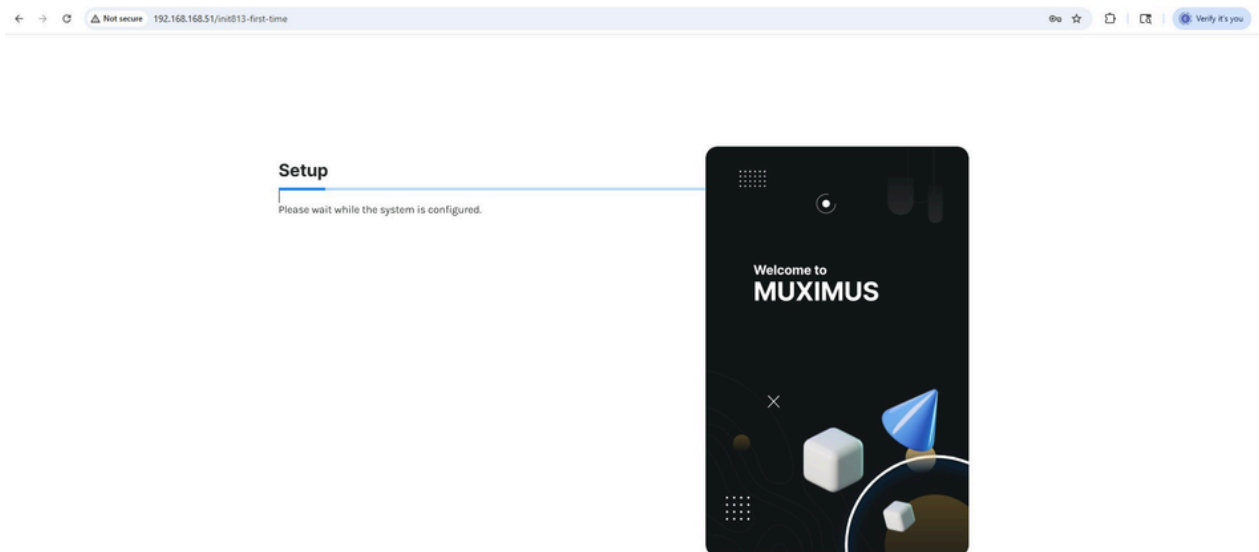 Not secure 192.168.168.51/init813-first-time
Verify it's you
Setup
Please wait while the system is configured.
Welcome to
MUXIMUS